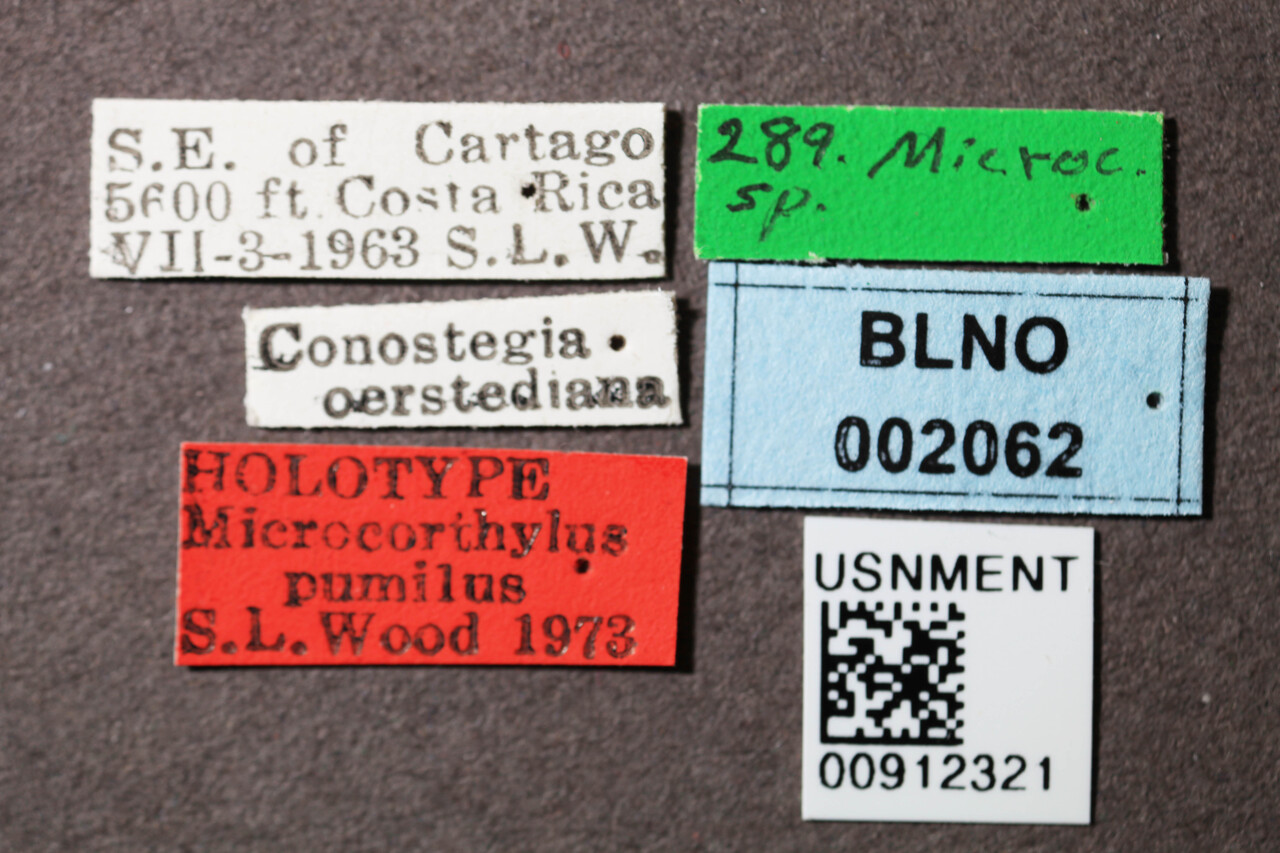 S.E. of Cartago
5600 ft. Costa Rica
VII-3-1963 S.L.W.
289. Microc.
sp.
Conostegia
oerstediana
BLNO
002062
HOLOTYPE
Microcorthylus
pumilus
S.L. Wood 1973
USNMENT
00912321